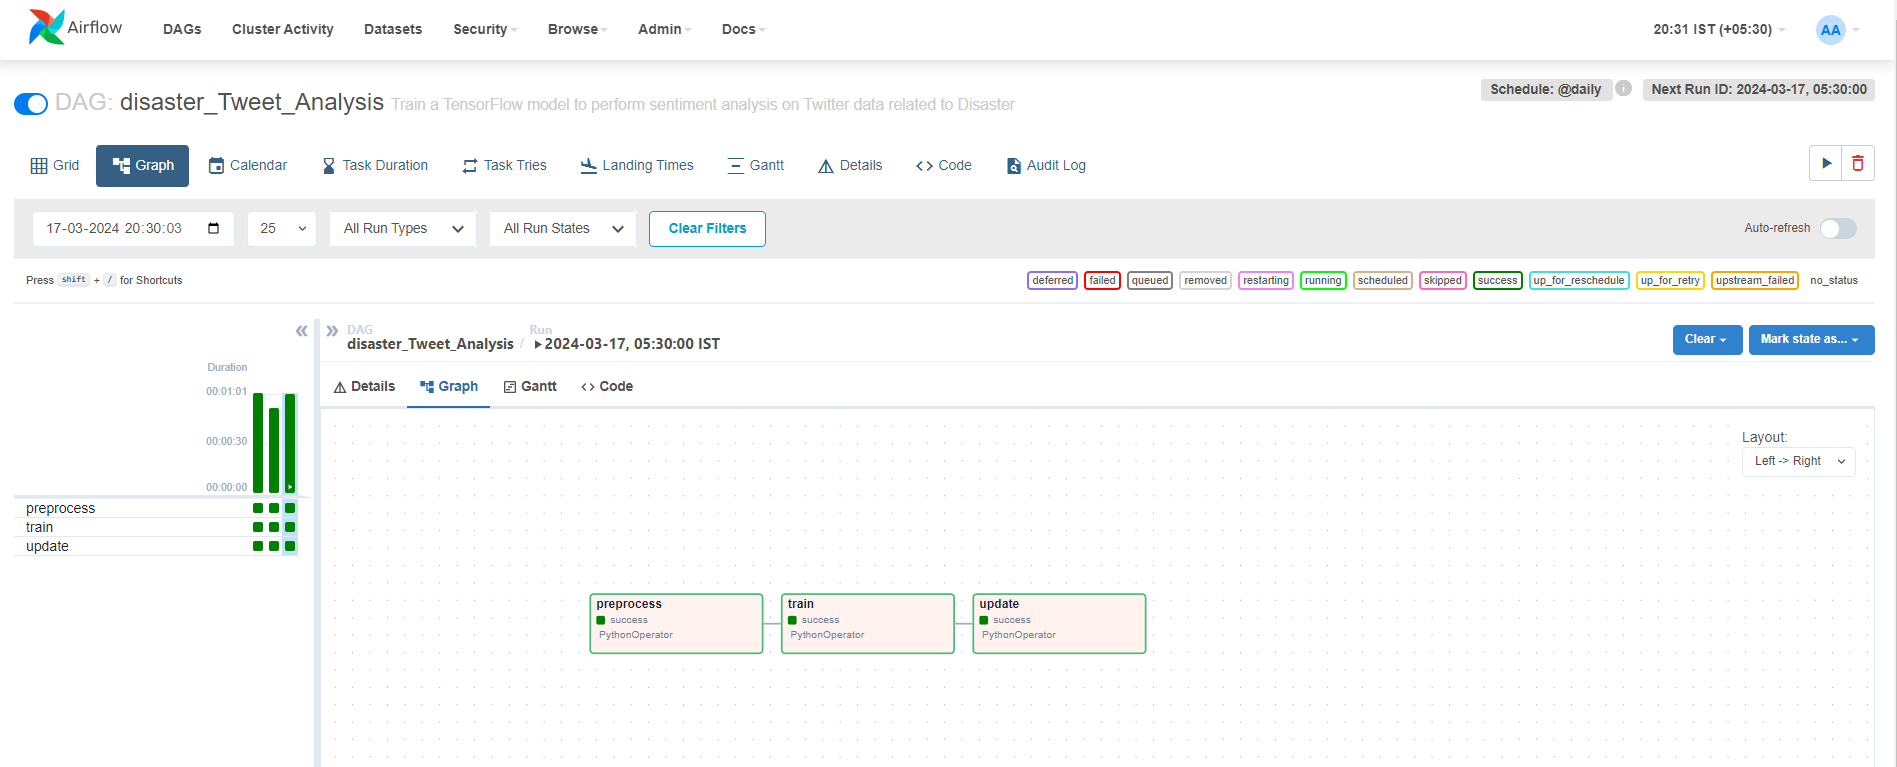 Airflow DAGs Cluster Activity Datasets Security Browse Admin Docs 20:31 IST (+05:30) AA
DAG: disaster_Tweet_Analysis Train a TensorFlow model to perform sentiment analysis on Twitter data related to Disaster Schedule: @daily i Next Run ID: 2024-03-17, 05:30:00
Grid Graph Calendar Task Duration Task Tries Landing Times Gantt Details Code Audit Log
17-03-2024 20:30:03 25 All Run Types All Run States Clear Filters Auto-refresh
Press shift + / for Shortcuts deferred failed queued removed restarting running scheduled skipped success up_for_reschedule up_for_retry upstream_failed no_status
DAG Run
disaster_Tweet_Analysis / 2024-03-17, 05:30:00 IST Clear Mark state as...
Duration
00:01:01
00:00:30
00:00:00
preprocess
train
update
Details Graph Gantt Code
Layout:
Left -> Right
preprocess train update
success success success
PythonOperator PythonOperator PythonOperator